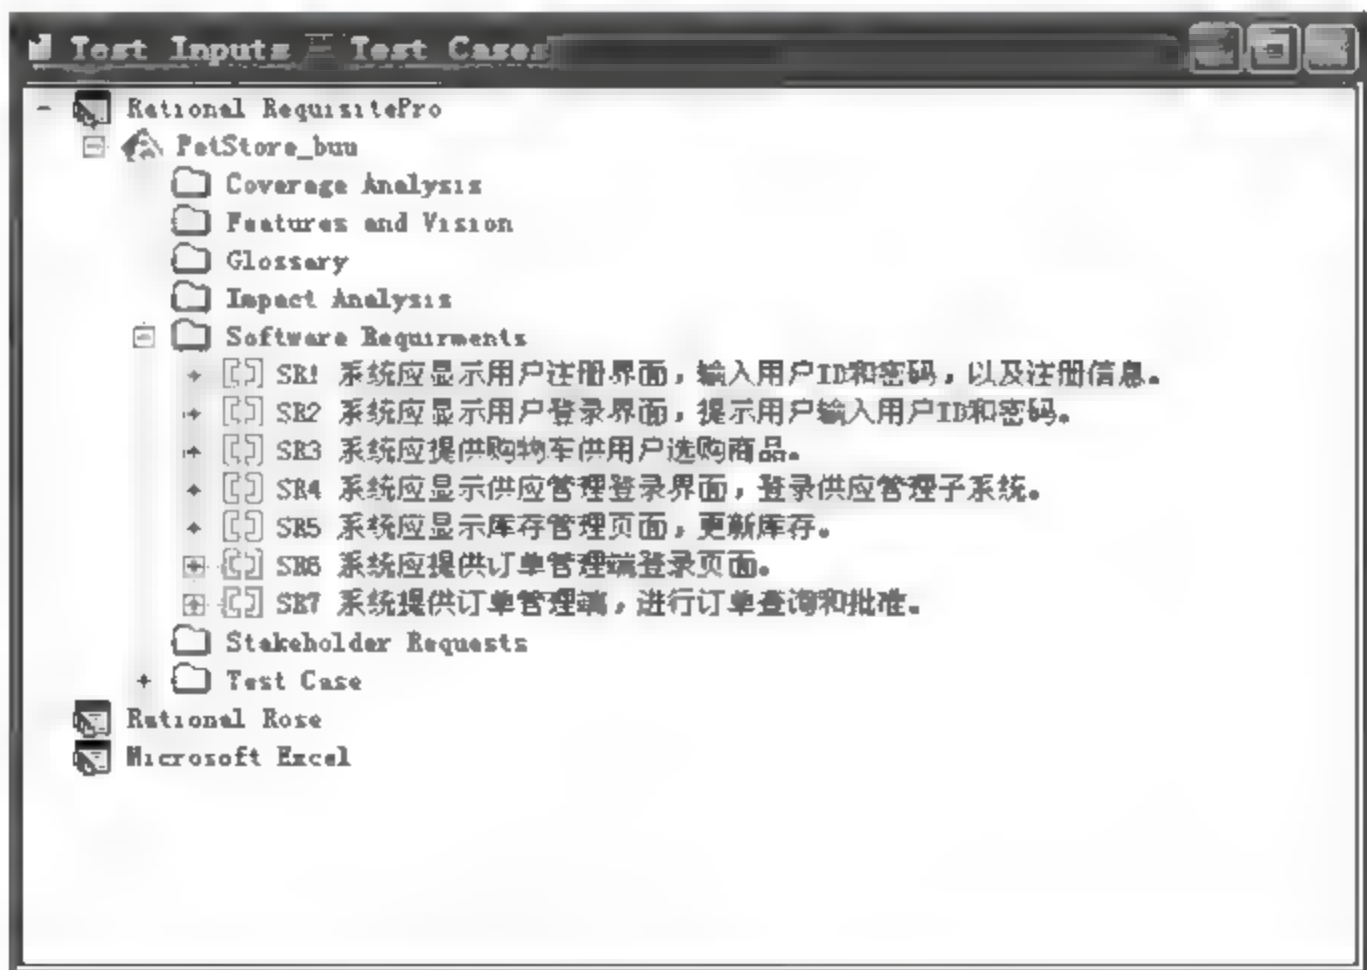 Test Inputs - Test Cases
Rational RequisitePro
PetStore_buu
Coverage Analysis
Features and Vision
Glossary
Impact Analysis
Software Requirments
SR1 系统应显示用户注册界面，输入用户ID和密码，以及注册信息。
SR2 系统应显示用户登录界面，提示用户输入用户ID和密码。
SR3 系统应提供购物车供用户选购商品。
SR4 系统应显示供应管理登录界面，登录供应管理子系统。
SR5 系统应显示库存管理页面，更新库存。
SR6 系统应提供订单管理端登录页面。
SR7 系统提供订单管理端，进行订单查询和批准。
Stakeholder Requests
Test Case
Rational Rose
Microsoft Excel